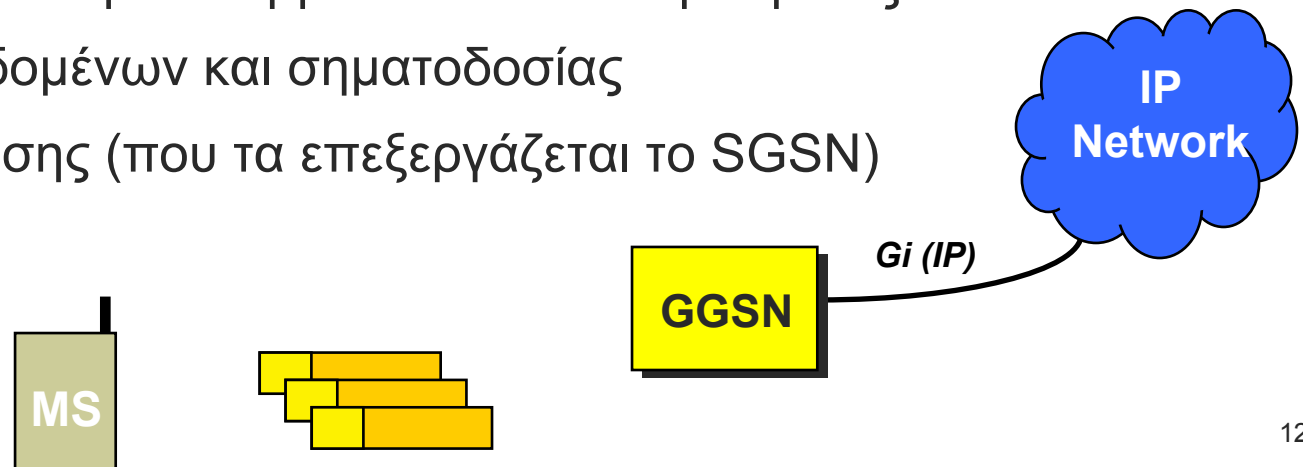 δομένων και σηματοδοσίας
σης (που τα επεξεργάζεται το SGSN)
IP
Network
Gi (IP)
GGSN
MS
12